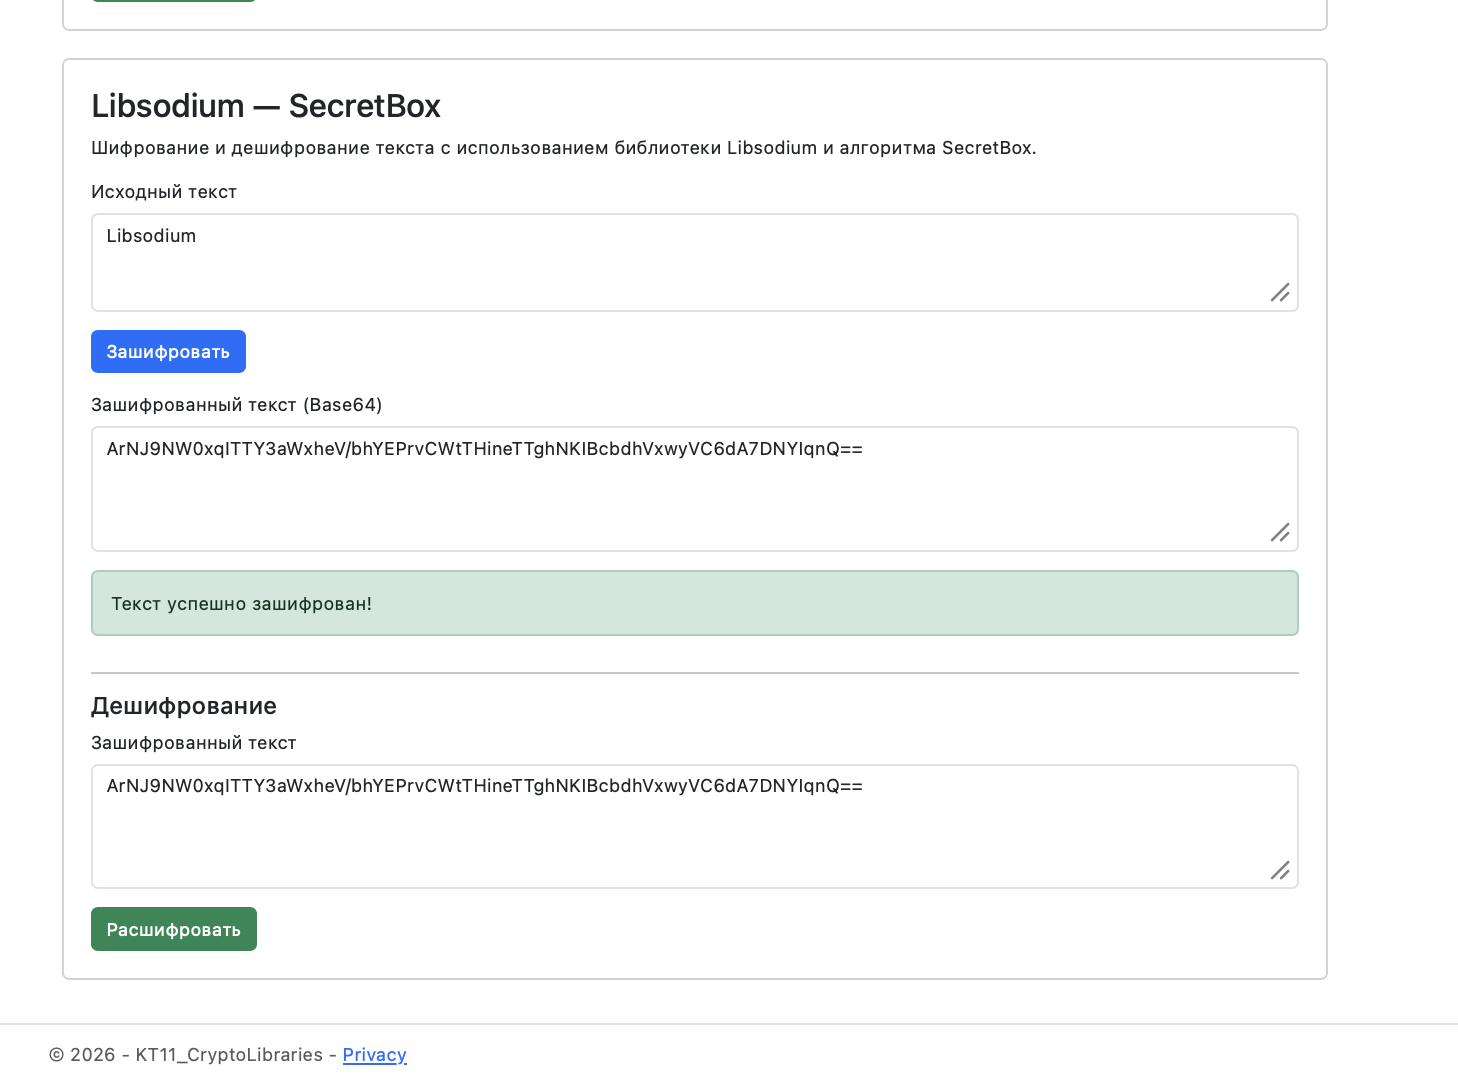 Libsodium — SecretBox
Шифрование и дешифрование текста с использованием библиотеки Libsodium и алгоритма SecretBox.
Исходный текст
Libsodium
Зашифровать
Зашифрованный текст (Base64)
ArNJ9NW0xqITTY3aWxheV/bhYEPrvCWtTHineTTghNKIBcbdhVxwyVC6dA7DNYIqnQ==
Текст успешно зашифрован!
Дешифрование
Зашифрованный текст
ArNJ9NW0xqITTY3aWxheV/bhYEPrvCWtTHineTTghNKIBcbdhVxwyVC6dA7DNYIqnQ==
Расшифровать
© 2026 - KT11_CryptoLibraries - Privacy